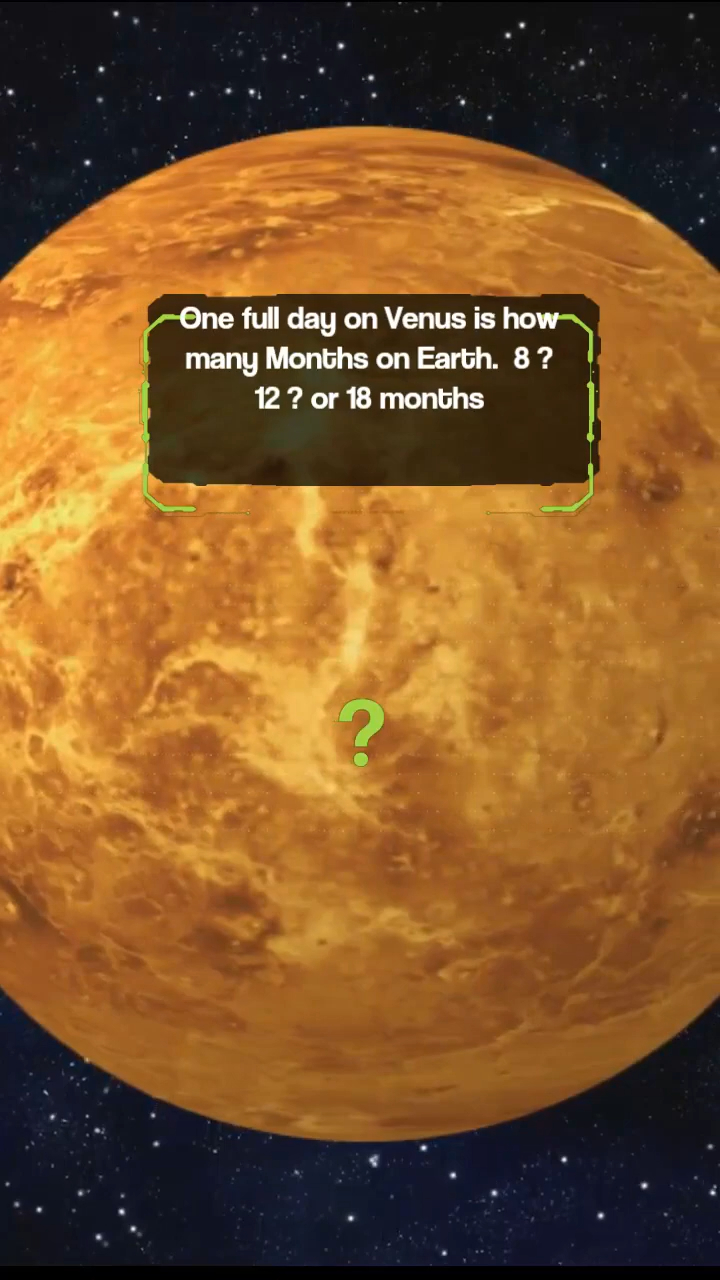 One full day on Venus is how
many Months on Earth.  8 ?
12 ? or 18 months
?